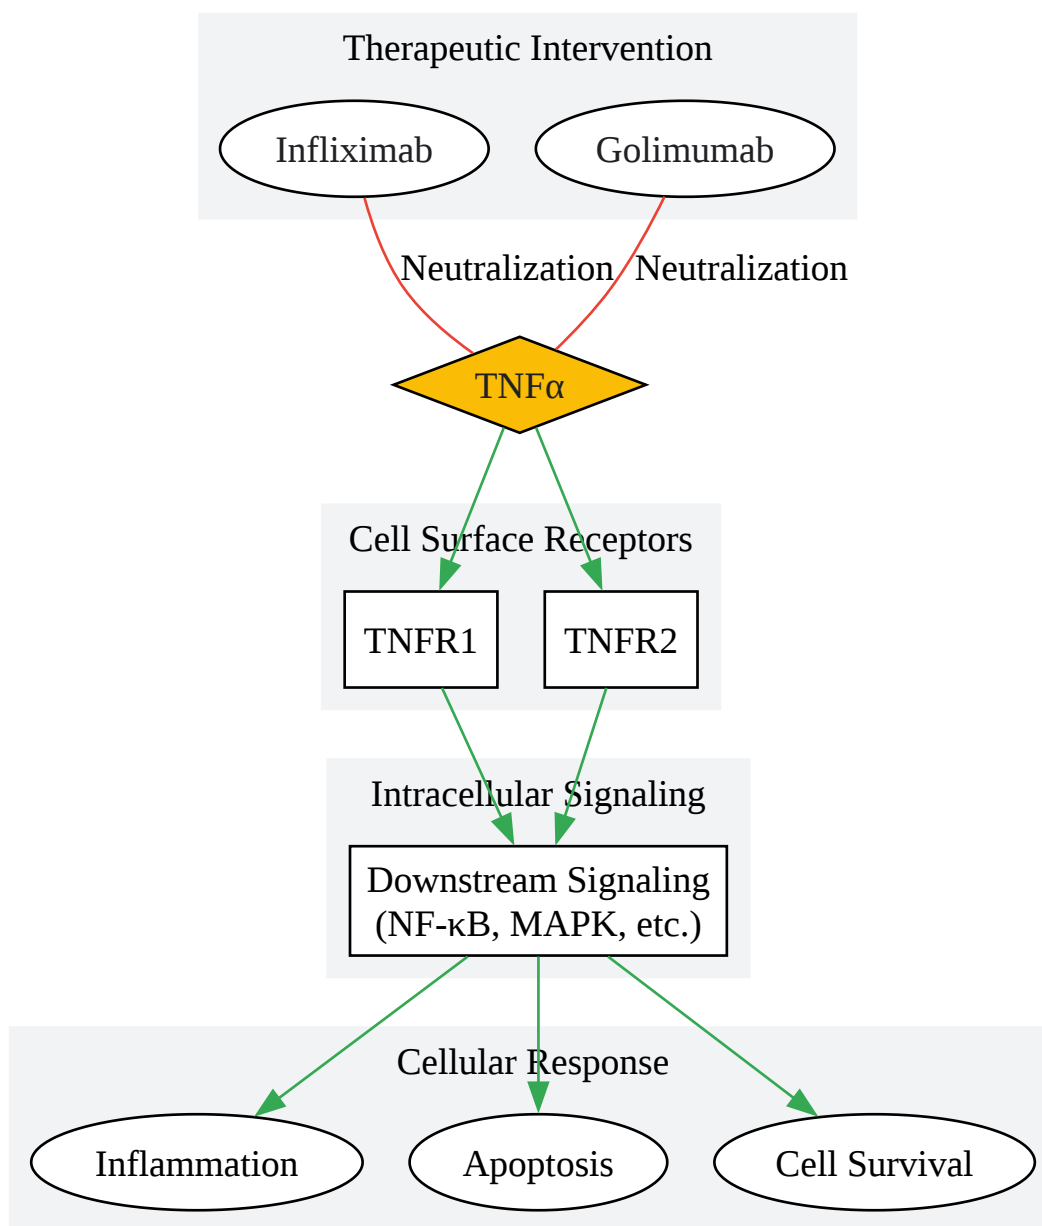 Therapeutic Intervention
Infliximab
Golimumab
Neutralization
Neutralization
TNFα
Cell Surface Receptors
TNFR1
TNFR2
Intracellular Signaling
Downstream Signaling
(NF-κB, MAPK, etc.)
Cellular Response
Inflammation
Apoptosis
Cell Survival